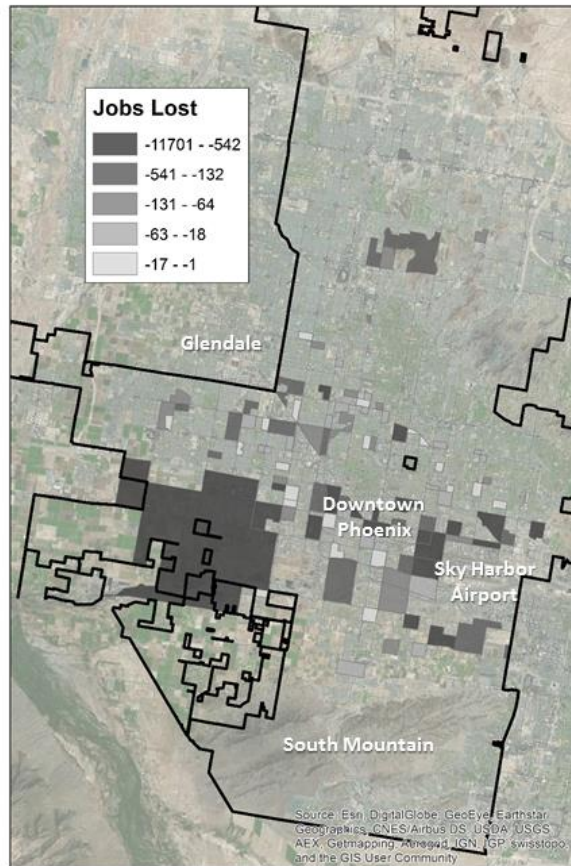 Jobs Lost
-11701 - -542
-541 - -132
-131 - -64
-63 - -18
-17 - -1
Glendale
Downtown
Phoenix
Sky Harbor
Airport
South Mountain
Source: Esri, DigitalGlobe, GeoEye, Earthstar
Geographics, CNES/Airbus DS, USDA, USGS,
AEX, Getmapping, Aerogrid, IGN, IGP, swisstopo,
and the GIS User Community